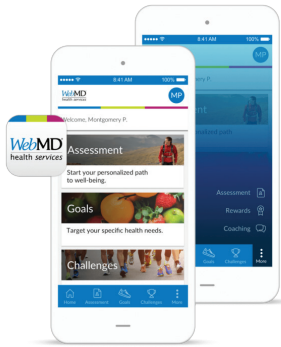 WebMD
health services
8:41 AM
100%
WebMD
health services
MP
Welcome, Montgomery P.
Assessment
Start your personalized path
to well-being.
Goals
Target your specific health needs.
Challenges
Home
Assessment
Goals
Challenges
More
8:41 AM
100%
MP
Assessment
Rewards
Coaching
Goals
Challenges
More